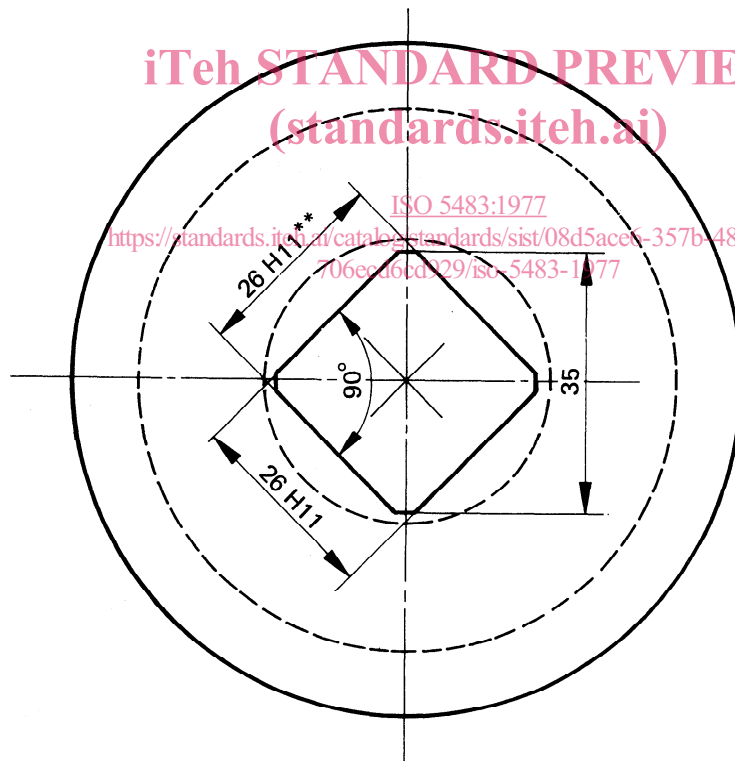 iTeh STANDARD PREVIE
(standards.iteh.ai)
ISO 5483:1977
https://standards.iteh.ai/catalog/standards/sist/08d5ace6-357b-48
706ecd6cd929/iso-5483-1977
26 H11**
90°
35
26 H11